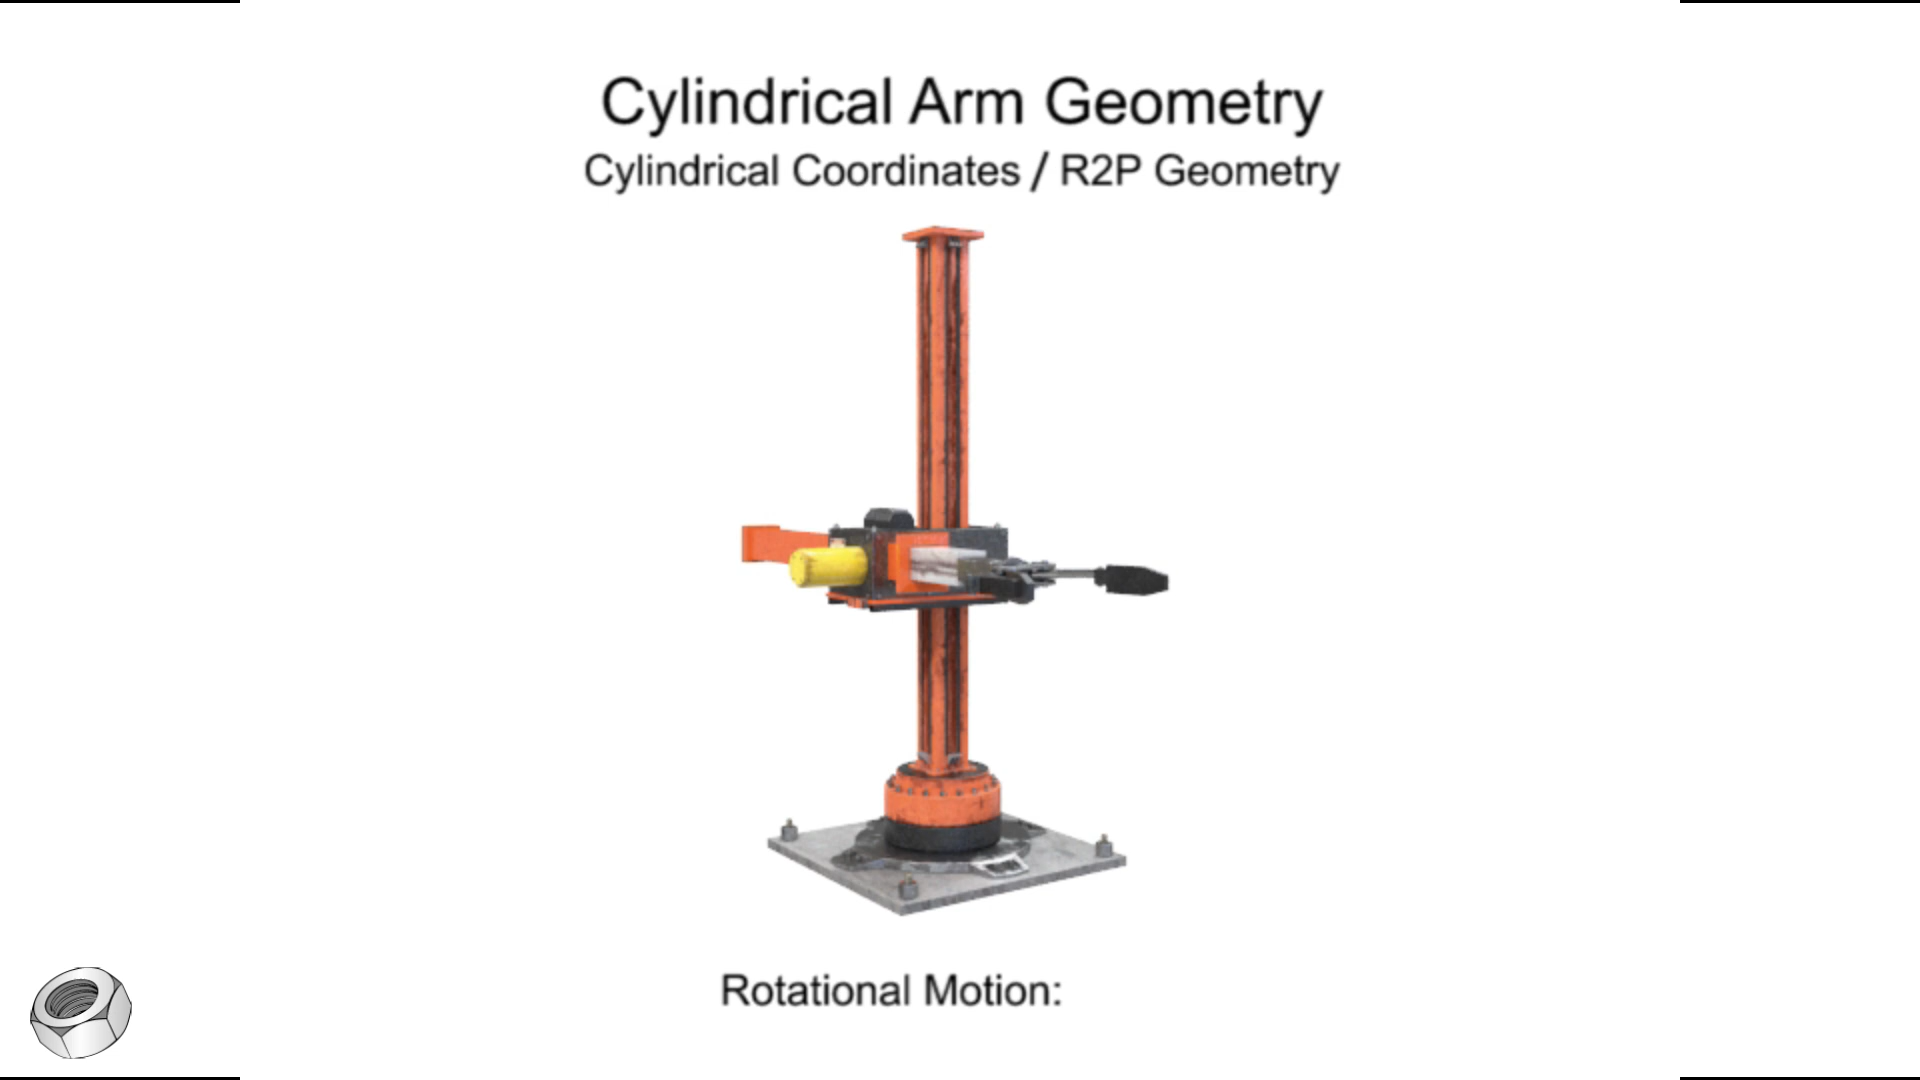 Cylindrical Arm Geometry
Cylindrical Coordinates / R2P Geometry
Rotational Motion: